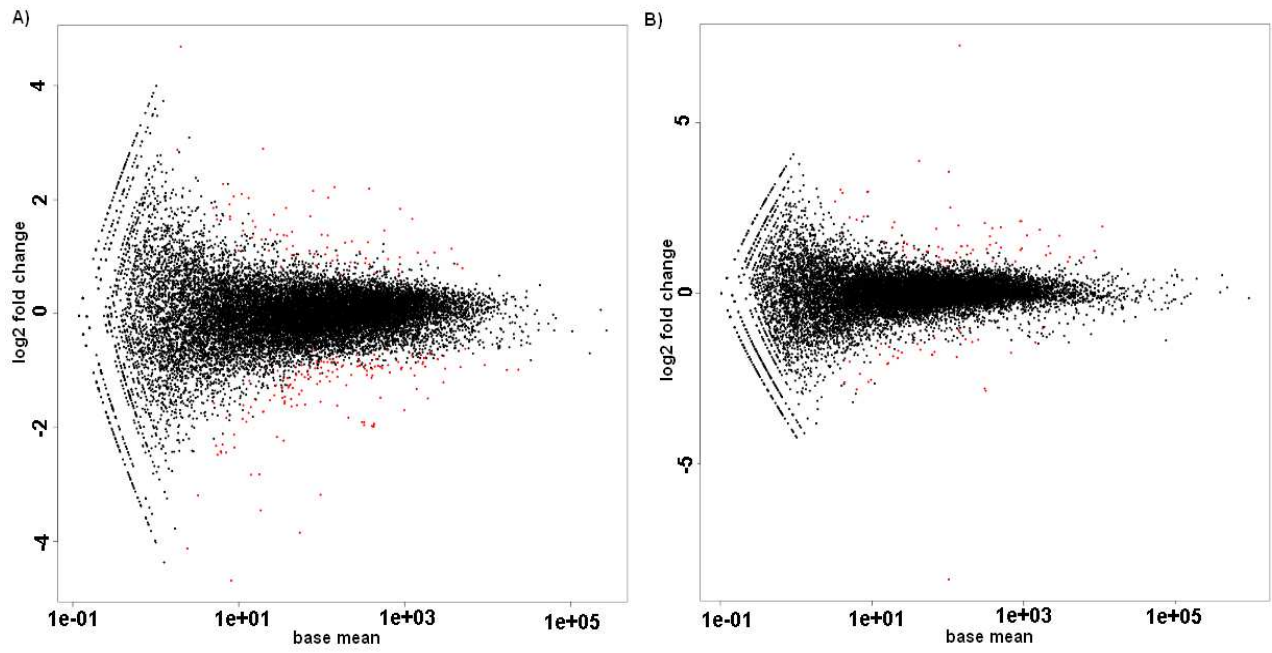 A)
4
2
0
-2
-4
log2 fold change
1e-01
1e+01
1e+03
1e+05
base mean
B)
5
0
-5
log2 fold change
1e-01
1e+01
1e+03
1e+05
base mean